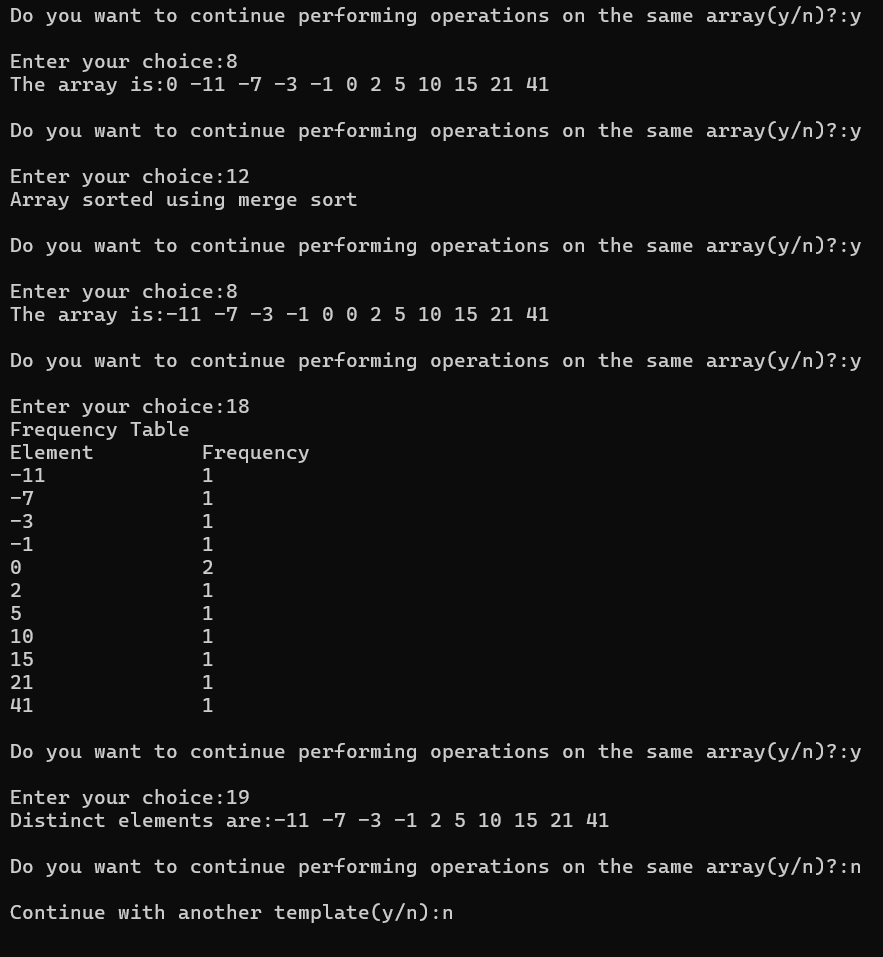 Do you want to continue performing operations on the same array(y/n)?:y
Enter your choice:8
The array is:0 -11 -7 -3 -1 0 2 5 10 15 21 41
Do you want to continue performing operations on the same array(y/n)?:y
Enter your choice:12
Array sorted using merge sort
Do you want to continue performing operations on the same array(y/n)?:y
Enter your choice:8
The array is:-11 -7 -3 -1 0 0 2 5 10 15 21 41
Do you want to continue performing operations on the same array(y/n)?:y
Enter your choice:18
Frequency Table
Element Frequency
-11 1
-7 1
-3 1
-1 1
0 2
2 1
5 1
10 1
15 1
21 1
41 1
Do you want to continue performing operations on the same array(y/n)?:y
Enter your choice:19
Distinct elements are:-11 -7 -3 -1 2 5 10 15 21 41
Do you want to continue performing operations on the same array(y/n)?:n
Continue with another template(y/n):n